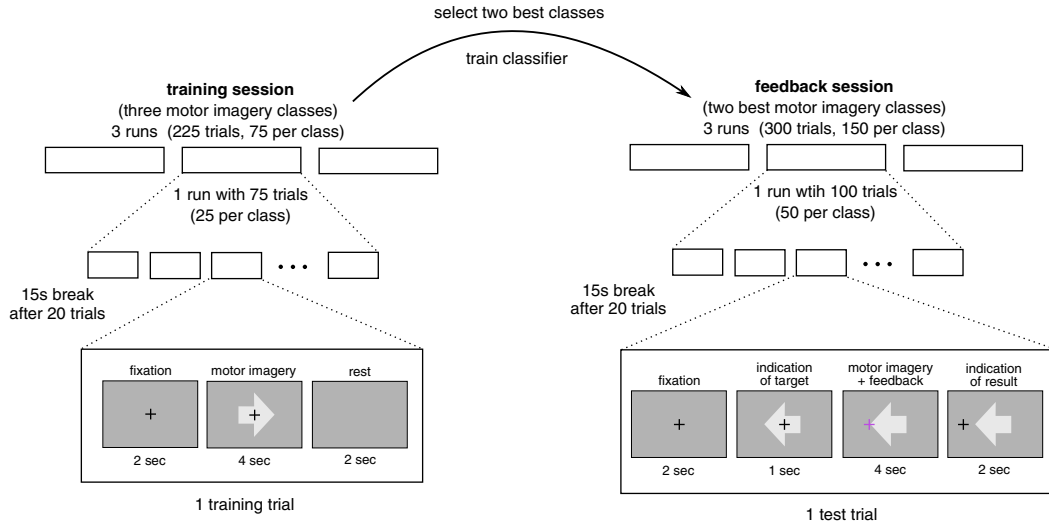 select two best classes
train classifier
training session
(three motor imagery classes)
3 runs (225 trials, 75 per class)
1 run with 75 trials
(25 per class)
15s break
after 20 trials
fixation
motor imagery
rest
2 sec
4 sec
2 sec
1 training trial
feedback session
(two best motor imagery classes)
3 runs (300 trials, 150 per class)
1 run wtih 100 trials
(50 per class)
15s break
after 20 trials
fixation
indication
of target
motor imagery
+ feedback
indication
of result
2 sec
1 sec
4 sec
2 sec
1 test trial